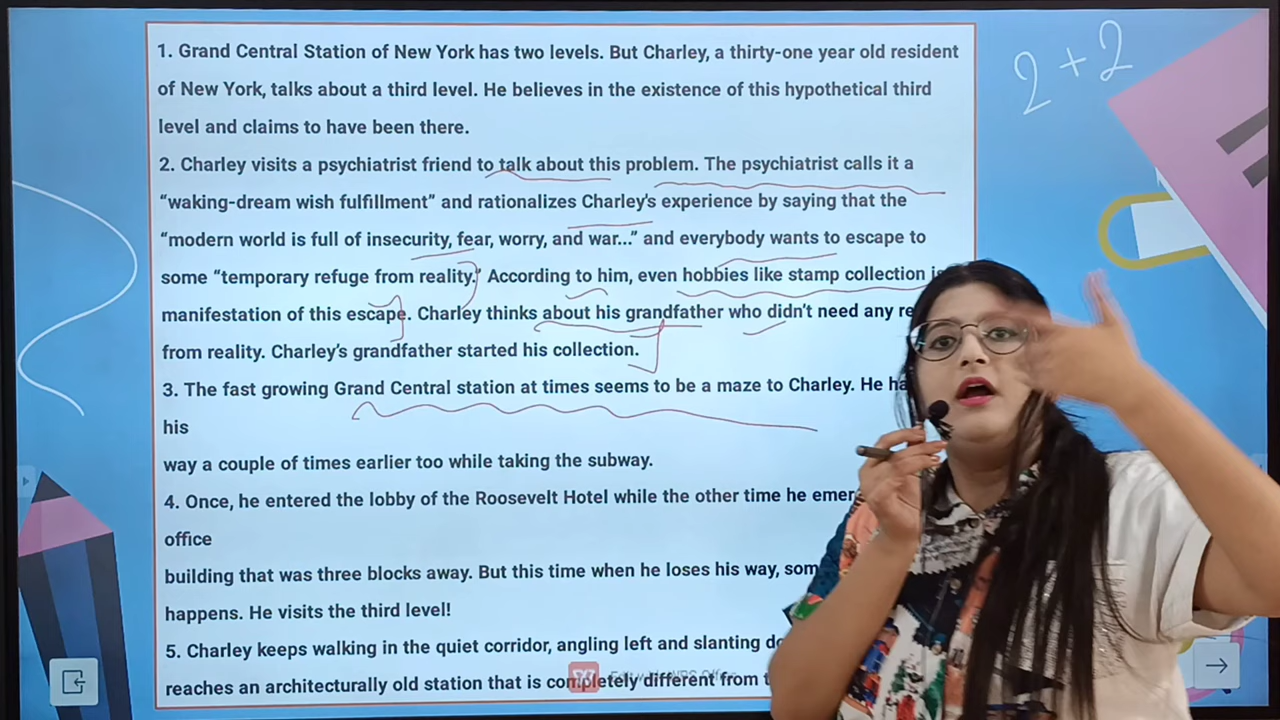 1. Grand Central Station of New York has two levels. But Charley, a thirty-one year old resident
of New York, talks about a third level. He believes in the existence of this hypothetical third
level and claims to have been there.
2. Charley visits a psychiatrist friend to talk about this problem. The psychiatrist calls it a
“waking-dream wish fulfillment” and rationalizes Charley's experience by saying that the
“modern world is full of insecurity, fear, worry, and war...” and everybody wants to escape to
some “temporary refuge from reality.” According to him, even hobbies like stamp collection
manifestation of this escape. Charley thinks about his grandfather who didn't need any
from reality. Charley's grandfather started his collection.
3. The fast growing Grand Central station at times seems to be a maze to Charley. He
his
way a couple of times earlier too while taking the subway.
4. Once, he entered the lobby of the Roosevelt Hotel while the other time he
office
building that was three blocks away. But this time when he loses his way,
happens. He visits the third level!
5. Charley keeps walking in the quiet corridor, angling left and slanting
reaches an architecturally old station that is completely different from
2+2